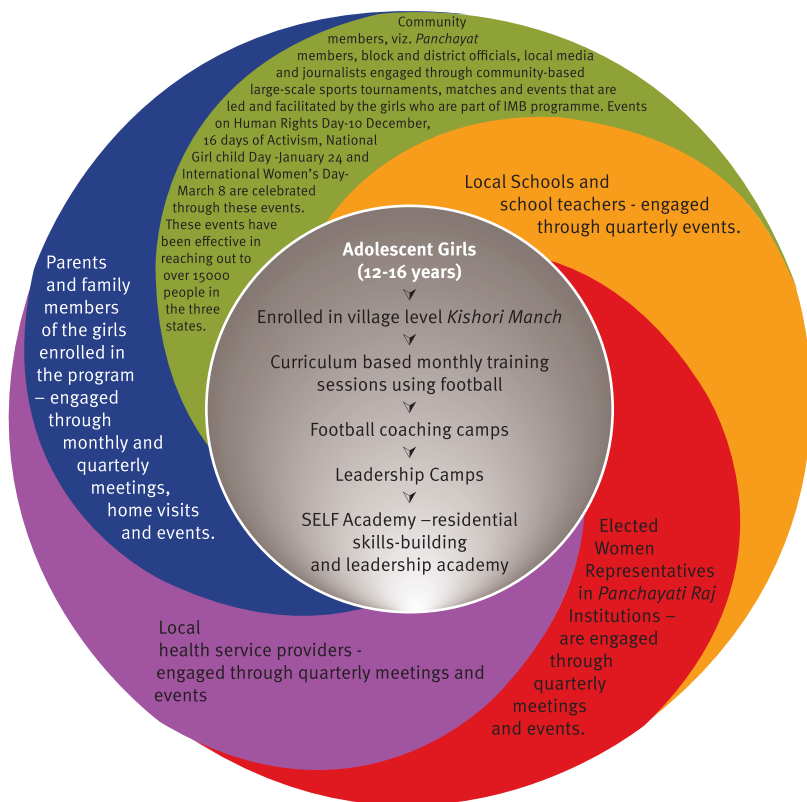 Community
members, viz. Panchayat
members, block and district officials, local media
and journalists engaged through community-based
large-scale sports tournaments, matches and events that are
led and facilitated by the girls who are part of IMB programme. Events
on Human Rights Day-10 December,
16 days of Activism, National
Girl child Day -January 24 and
International Women's Day-
March 8 are celebrated
through these events.
These events have
been effective in
reaching out to
over 15000
people in
the three
states.
Local Schools and
school teachers - engaged
through quarterly events.
Adolescent Girls
(12-16 years)
Enrolled in village level Kishori Manch
Curriculum based monthly training
sessions using football
Football coaching camps
Leadership Camps
SELF Academy –residential
skills-building
and leadership academy
Parents
and family
members
of the girls
enrolled in
the program
– engaged
through
monthly and
quarterly
meetings,
home visits
and events.
Elected
Women
Representatives
in Panchayati Raj
Institutions –
are engaged
through
quarterly
meetings
and events.
Local
health service providers -
engaged through quarterly meetings and
events